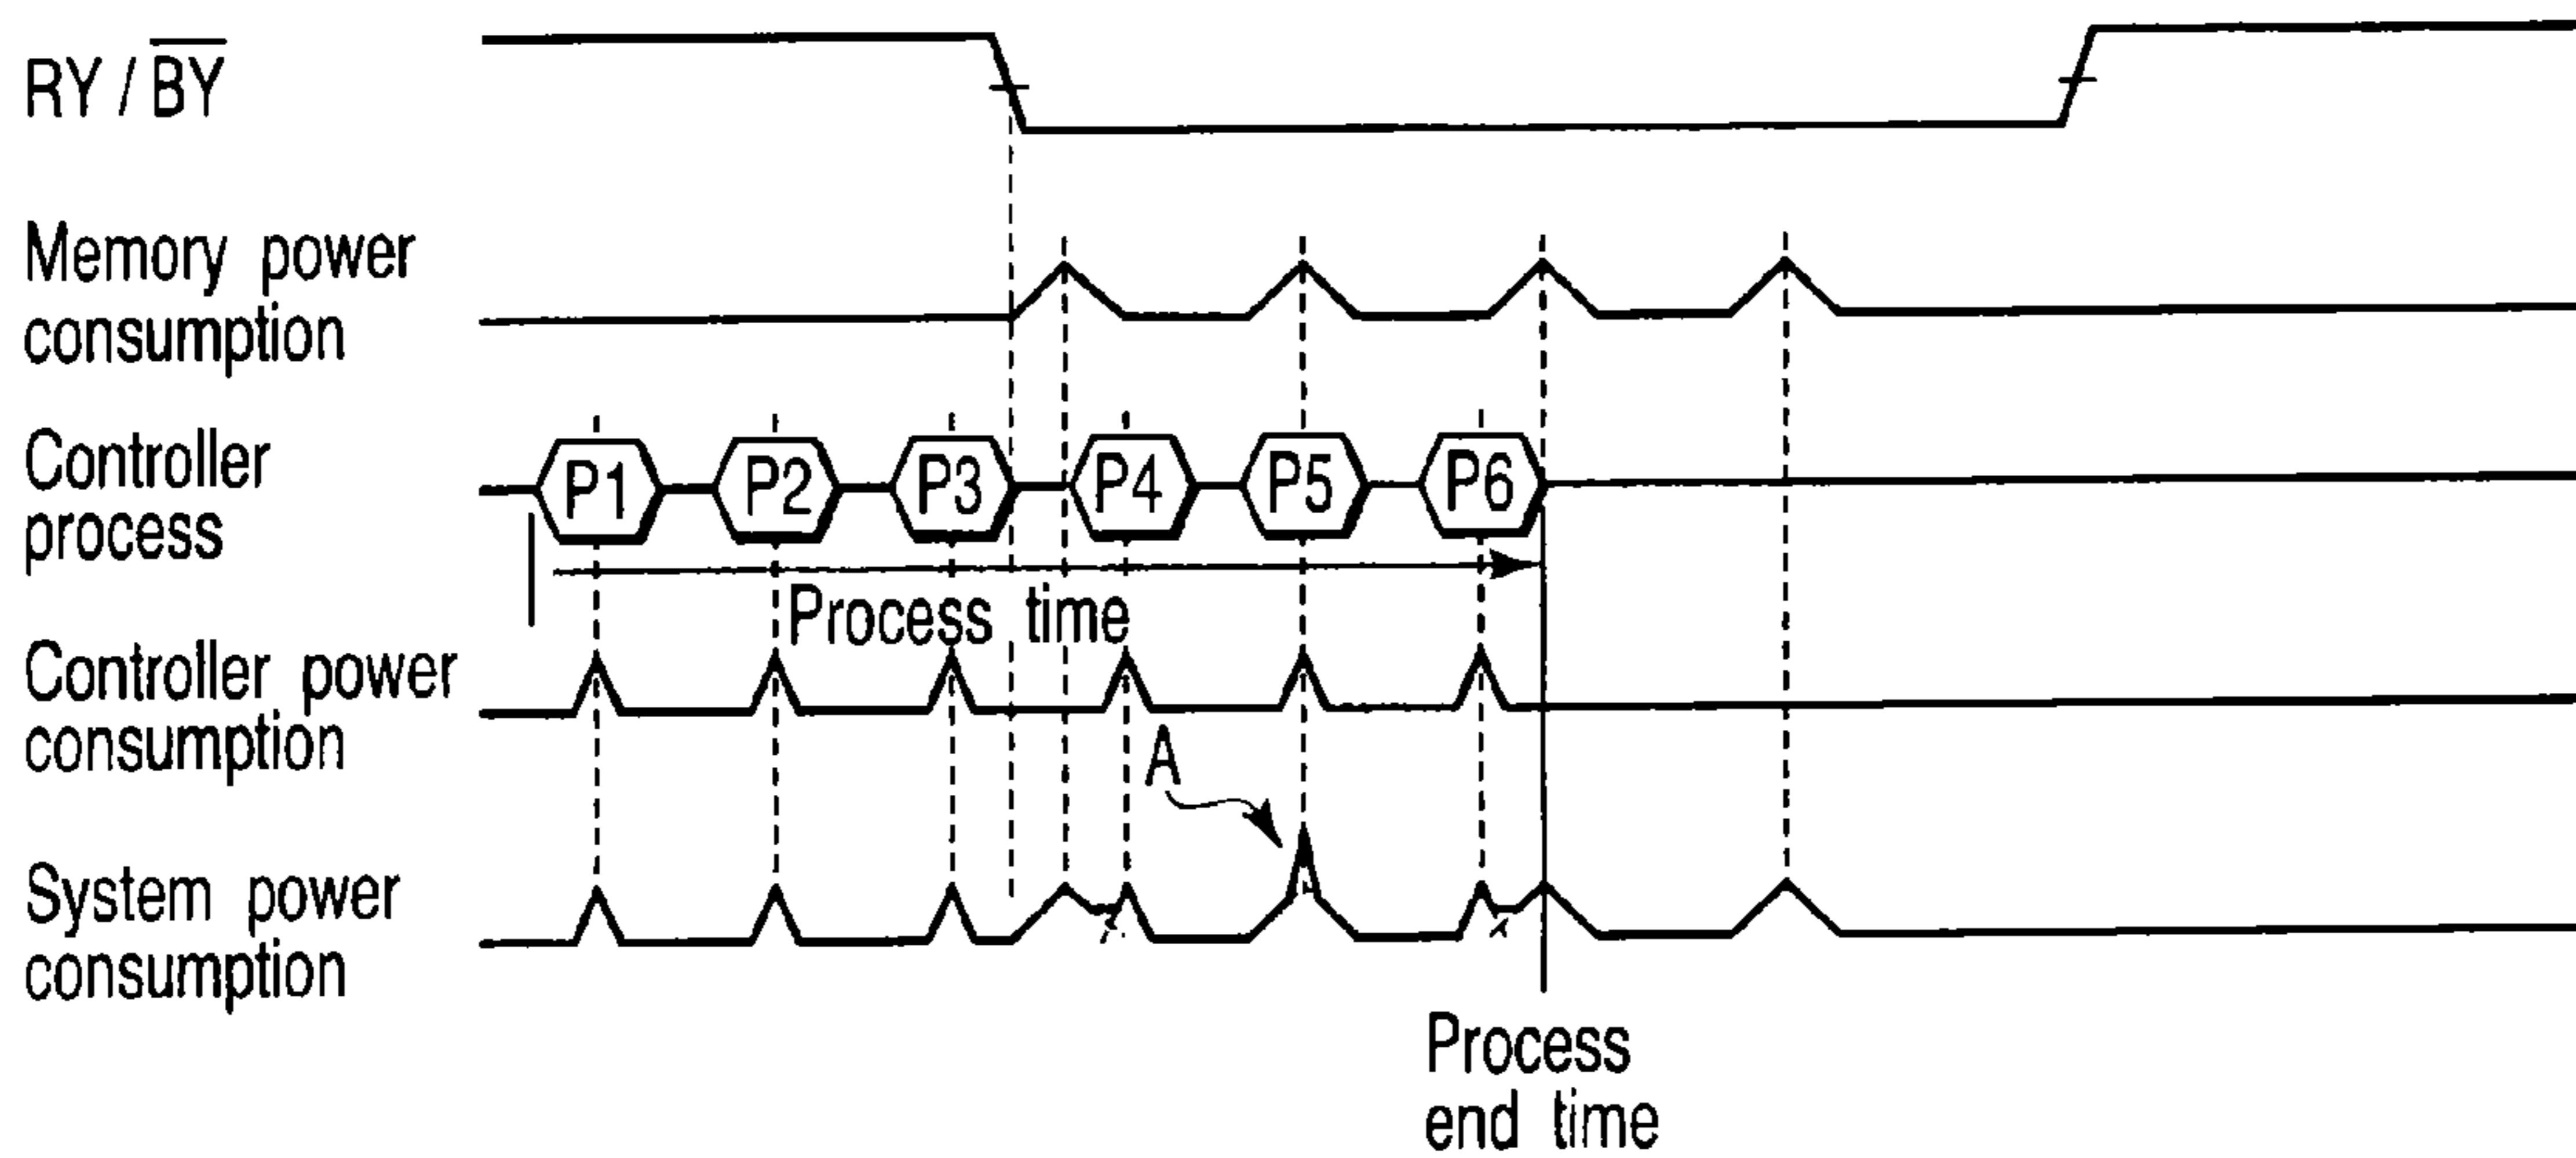 RY / B̅Y̅
Memory power
consumption
Controller
process
P1 P2 P3 P4 P5 P6
Process time
Controller power
consumption
A
System power
consumption
Process
end time